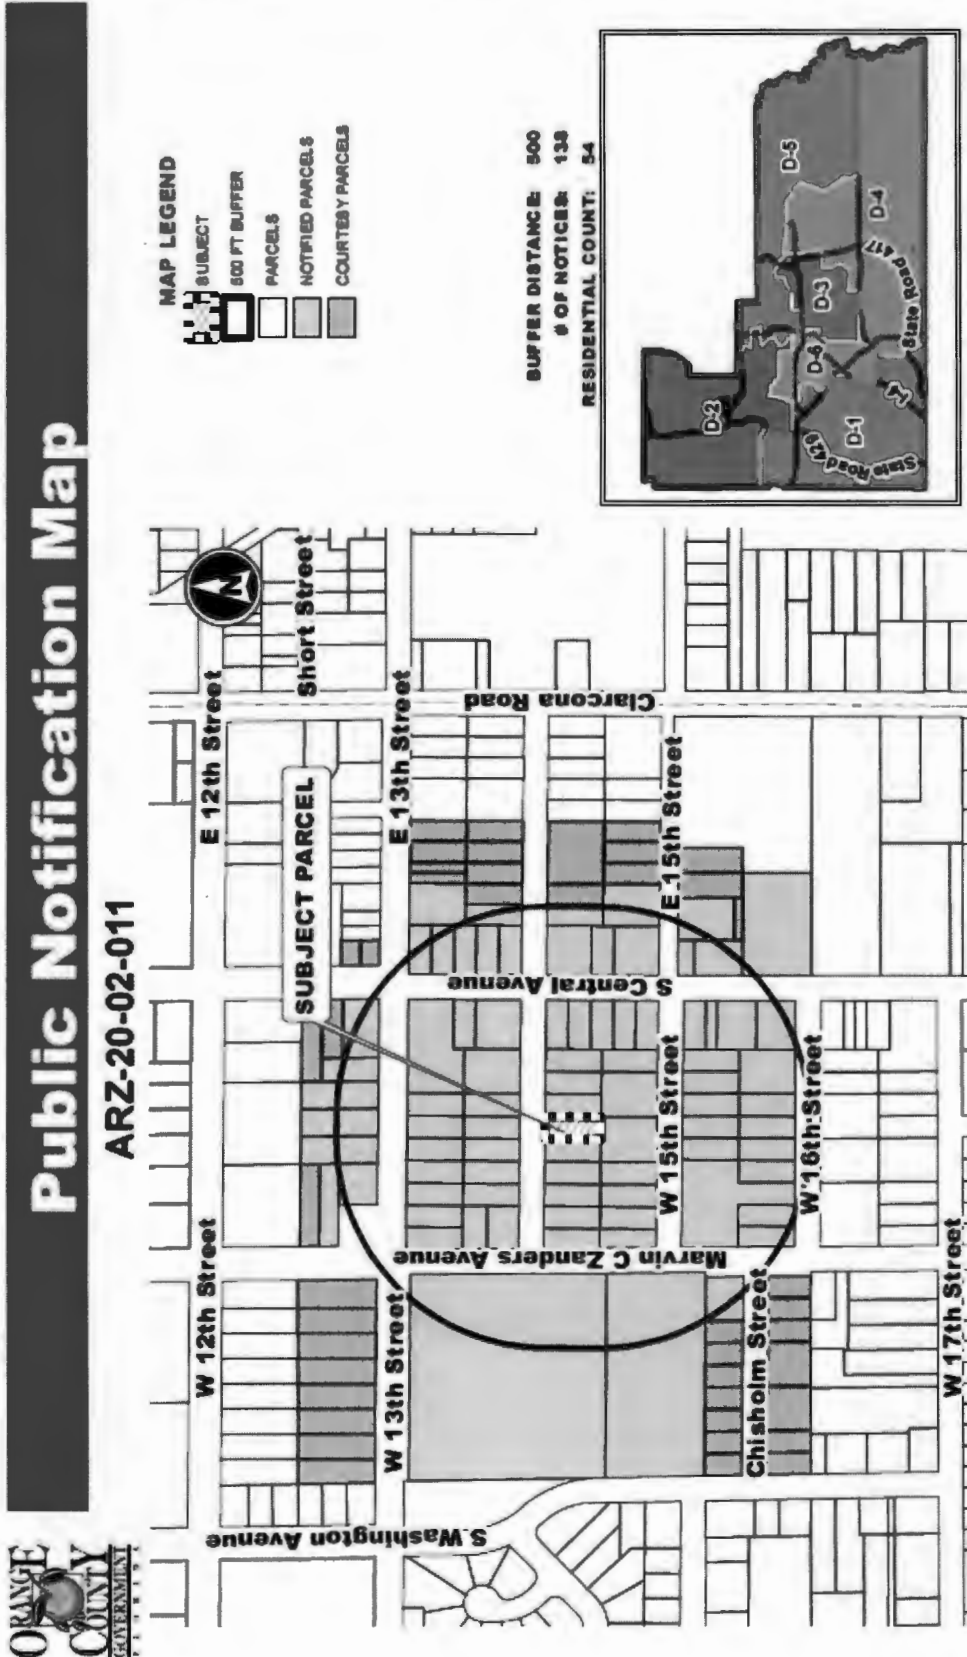 ORANGE
COUNTY
GOVERNMENT
Public Notification Map
ARZ-20-02-011
MAP LEGEND
SUBJECT
500 FT BUFFER
PARCELS
NOTIFIED PARCELS
COURTESY PARCELS
BUFFER DISTANCE: 500
# OF NOTICES: 138
RESIDENTIAL COUNT: 54
SUBJECT PARCEL
N
W 12th Street
E 12th Street
Short Street
W 13th Street
E 13th Street
S Washington Avenue
Marvin C Zanders Avenue
S Central Avenue
Clarcona Road
W 15th Street
E 15th Street
Chisholm Street
W 16th Street
W 17th Street
D-2
D-5
D-3
D-6
D-4
D-1
State Road 429
State Road 417
I-4